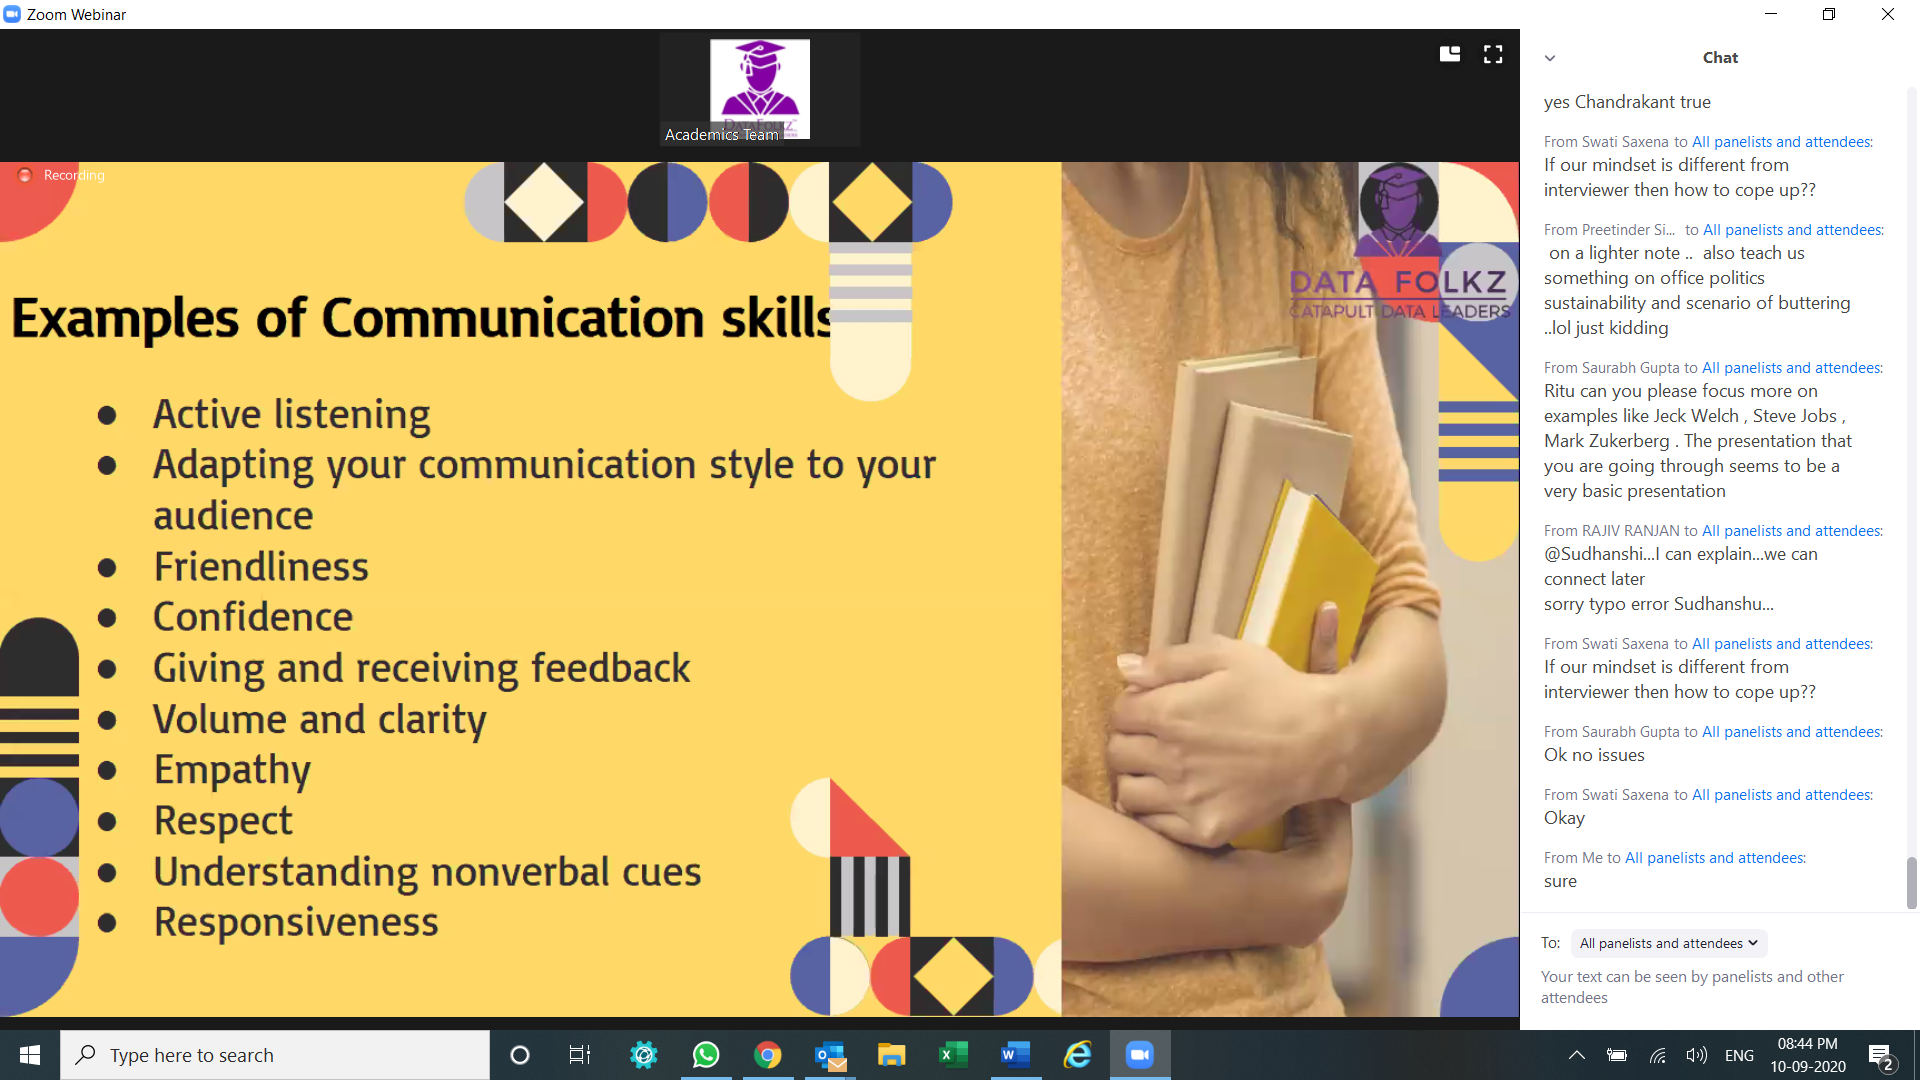 Zoom Webinar
Academics Team
Recording
DATA FOLKZ
CATAPULT DATA LEADERS
Examples of Communication skills
Active listening
Adapting your communication style to your
audience
Friendliness
Confidence
Giving and receiving feedback
Volume and clarity
Empathy
Respect
Understanding nonverbal cues
Responsiveness
Chat
yes Chandrakant true
From Swati Saxena to All panelists and attendees:
If our mindset is different from
interviewer then how to cope up??
From Preetinder Si... to All panelists and attendees:
on a lighter note .. also teach us
something on office politics
sustainability and scenario of buttering
..lol just kidding
From Saurabh Gupta to All panelists and attendees:
Ritu can you please focus more on
examples like Jeck Welch , Steve Jobs ,
Mark Zukerberg . The presentation that
you are going through seems to be a
very basic presentation
From RAJIV RANJAN to All panelists and attendees:
@Sudhanshi...I can explain...we can
connect later
sorry typo error Sudhanshu...
From Swati Saxena to All panelists and attendees:
If our mindset is different from
interviewer then how to cope up??
From Saurabh Gupta to All panelists and attendees:
Ok no issues
From Swati Saxena to All panelists and attendees:
Okay
From Me to All panelists and attendees:
sure
To: All panelists and attendees
Your text can be seen by panelists and other
attendees
Type here to search
ENG
08:44 PM
10-09-2020
2